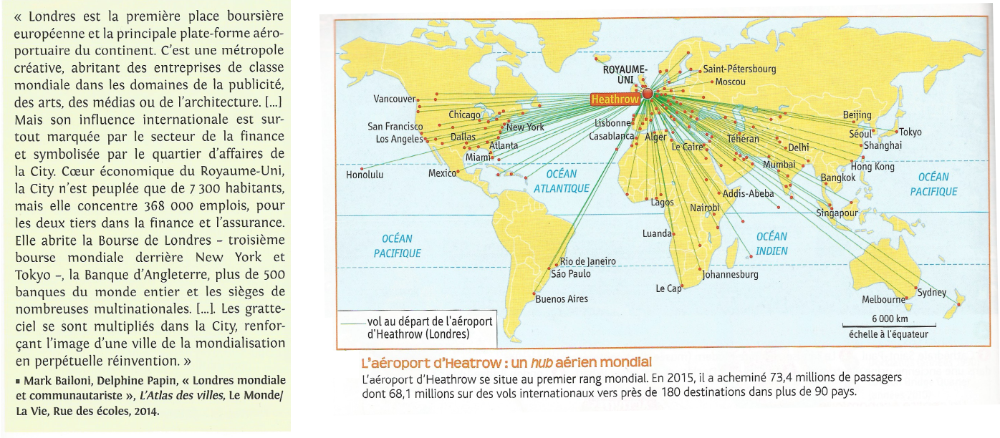 « Londres est la première place boursière
européenne et la principale plate-forme aéro-
portuaire du continent. C'est une métropole
créative, abritant des entreprises de classe
mondiale dans les domaines de la publicité,
des arts, des médias ou de l'architecture. [...]
Mais son influence internationale est sur-
tout marquée par le secteur de la finance
et symbolisée par le quartier d'affaires de
la City. Cœur économique du Royaume-Uni,
la City n'est peuplée que de 7 300 habitants,
mais elle concentre 368 000 emplois, pour
les deux tiers dans la finance et l'assurance.
Elle abrite la Bourse de Londres – troisième
bourse mondiale derrière New York et
Tokyo –, la Banque d'Angleterre, plus de 500
banques du monde entier et les sièges de
nombreuses multinationales. [...]. Les gratte-
ciel se sont multipliés dans la City, renfor-
çant l'image d'une ville de la mondialisation
en perpétuelle réinvention. »
▪ Mark Bailoni, Delphine Papin, « Londres mondiale
et communautariste », L'Atlas des villes, Le Monde/
La Vie, Rue des écoles, 2014.
ROYAUME-
UNI
Heathrow
Saint-Pétersbourg
Moscou
Vancouver
Chicago
San Francisco
New York
Los Angeles
Dallas
Atlanta
Miami
Honolulu
Mexico
Lisbonne
Casablanca
Alger
Le Caire
Téhéran
Delhi
Mumbai
Beijing
Séoul
Tokyo
Shanghai
Hong Kong
Bangkok
OCÉAN
ATLANTIQUE
OCÉAN
PACIFIQUE
Addis-Abeba
Lagos
Nairobi
Singapour
Luanda
OCÉAN
PACIFIQUE
OCÉAN
INDIEN
Rio de Janeiro
São Paulo
Johannesburg
Le Cap
Buenos Aires
Sydney
Melbourne
vol au départ de l'aéroport
d'Heathrow (Londres)
6 000 km
échelle à l'équateur
L'aéroport d'Heatrow : un hub aérien mondial
L'aéroport d'Heathrow se situe au premier rang mondial. En 2015, il a acheminé 73,4 millions de passagers
dont 68,1 millions sur des vols internationaux vers près de 180 destinations dans plus de 90 pays.